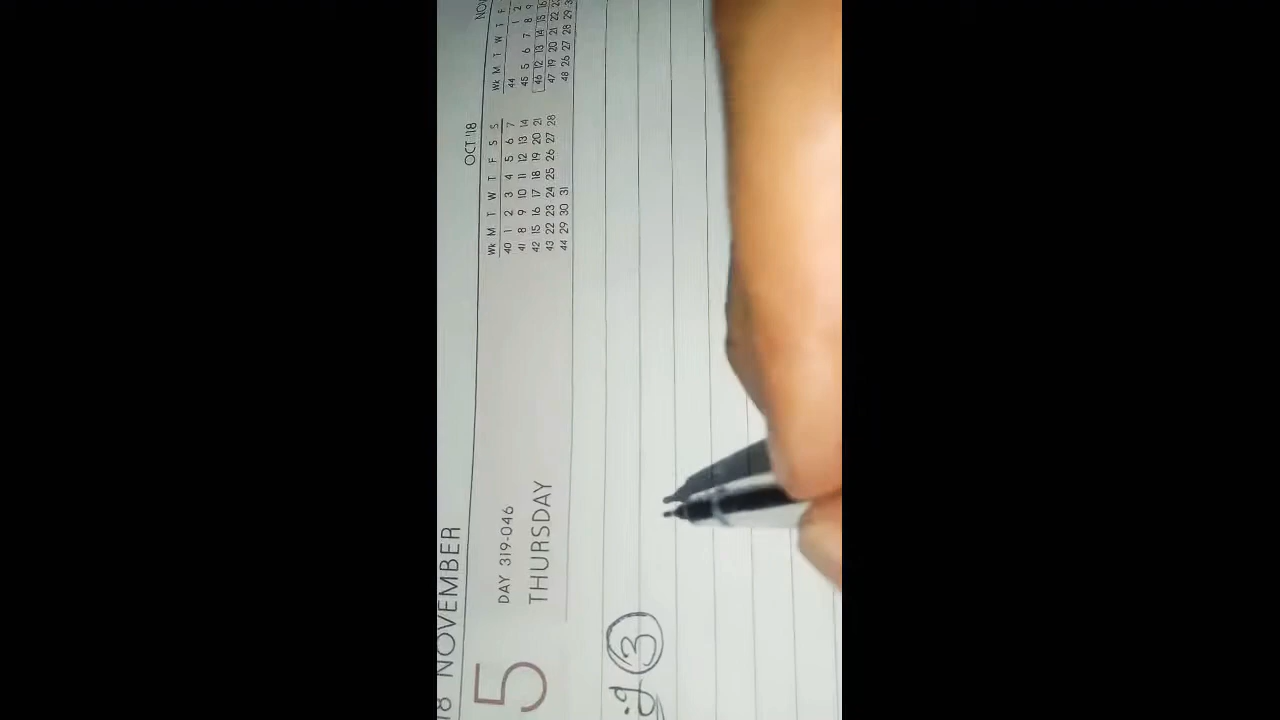 18 NOVEMBER
5
DAY 319-046
THURSDAY
OCT '18
Wk M T W T F S S
40 1 2 3 4 5 6 7
41 8 9 10 11 12 13 14
42 15 16 17 18 19 20 21
43 22 23 24 25 26 27 28
44 29 30 31
NOV
Wk M T W T F
44 1 2
45 5 6 7 8 9
46 12 13 14 15 16
47 19 20 21 22 23
48 26 27 28 29
3